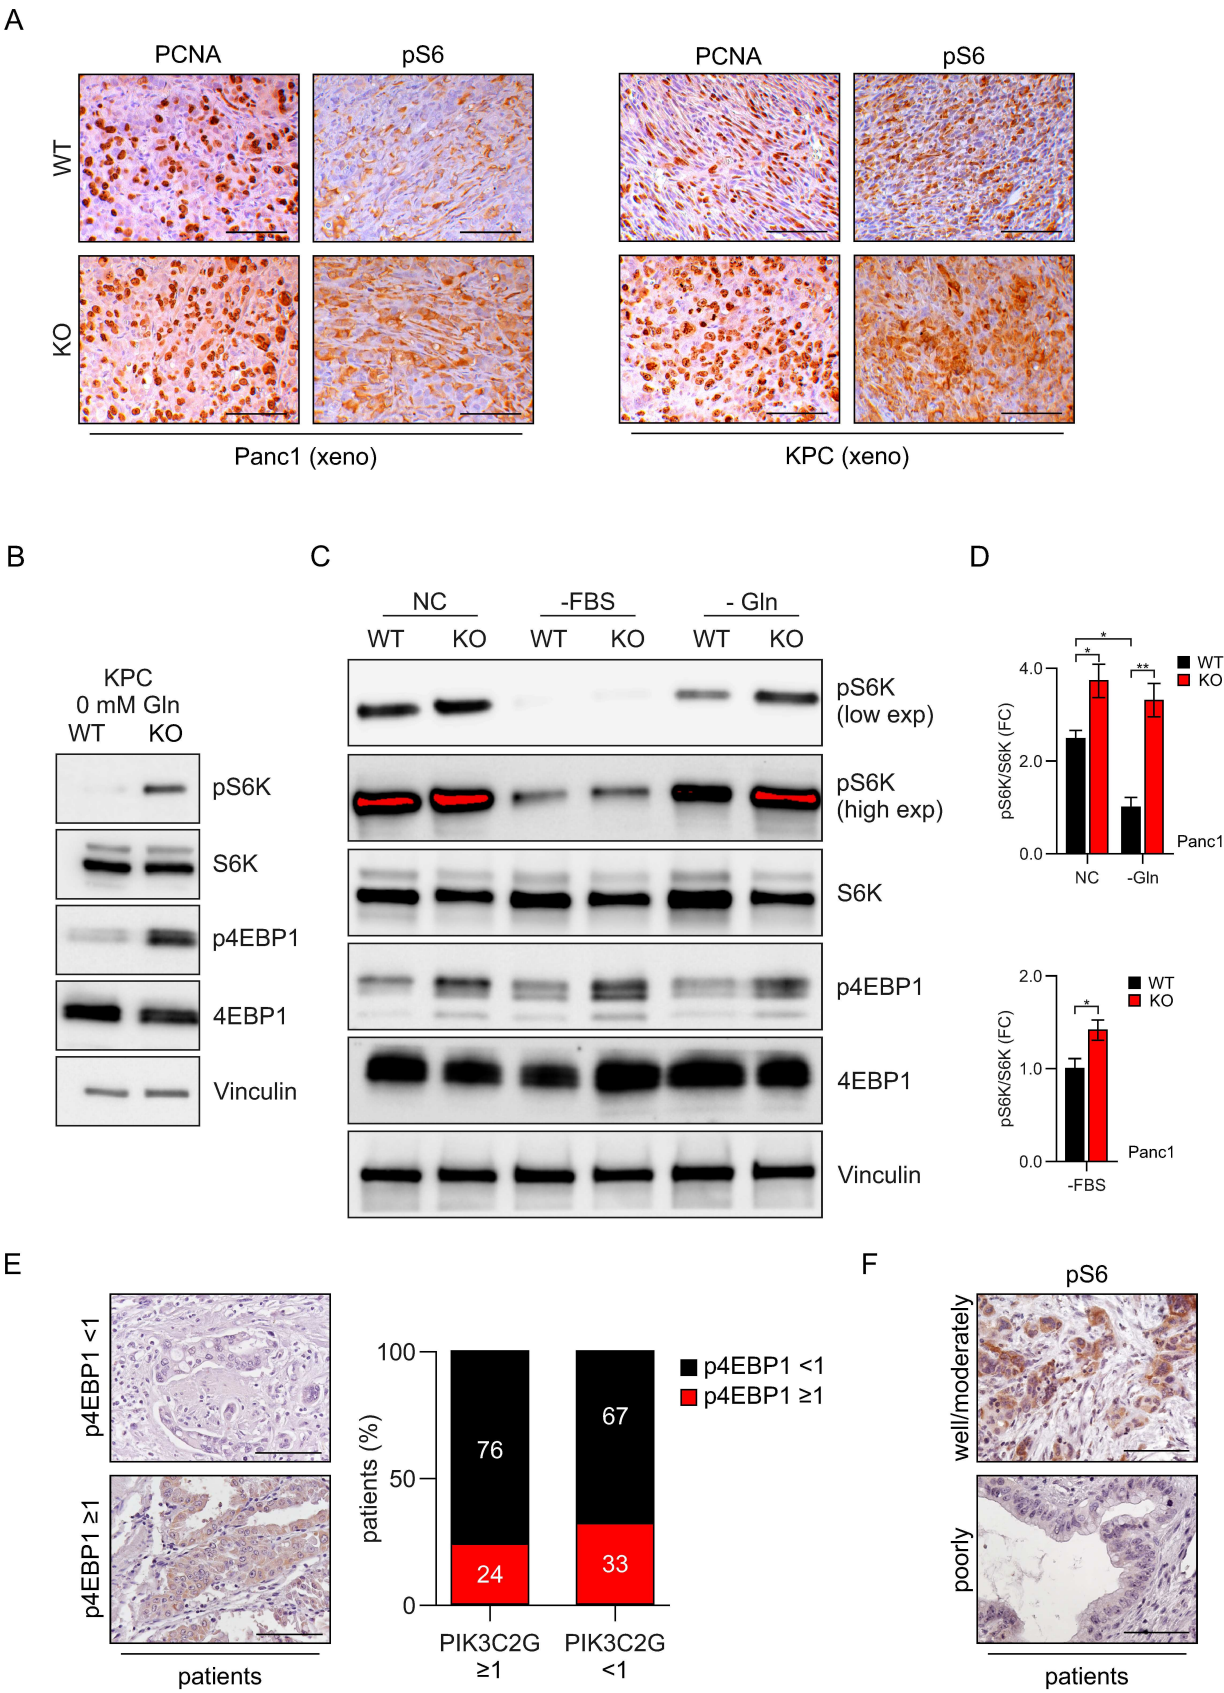 A
PCNA
pS6
PCNA
pS6
WT
KO
Panc1 (xeno)
KPC (xeno)
B
C
D
KPC
0 mM Gln
WT
KO
pS6K
S6K
p4EBP1
4EBP1
Vinculin
NC
-FBS
- Gln
WT
KO
WT
KO
WT
KO
pS6K
(low exp)
pS6K
(high exp)
S6K
p4EBP1
4EBP1
Vinculin
pS6K/S6K (FC)
4.0
2.0
0.0
*
*
**
WT
KO
Panc1
NC
-Gln
pS6K/S6K (FC)
2.0
1.0
0.0
*
WT
KO
Panc1
-FBS
E
p4EBP1 <1
p4EBP1 ≥1
patients
patients (%)
100
50
0
76
24
67
33
p4EBP1 <1
p4EBP1 ≥1
PIK3C2G
≥1
PIK3C2G
<1
F
pS6
well/moderately
poorly
patients